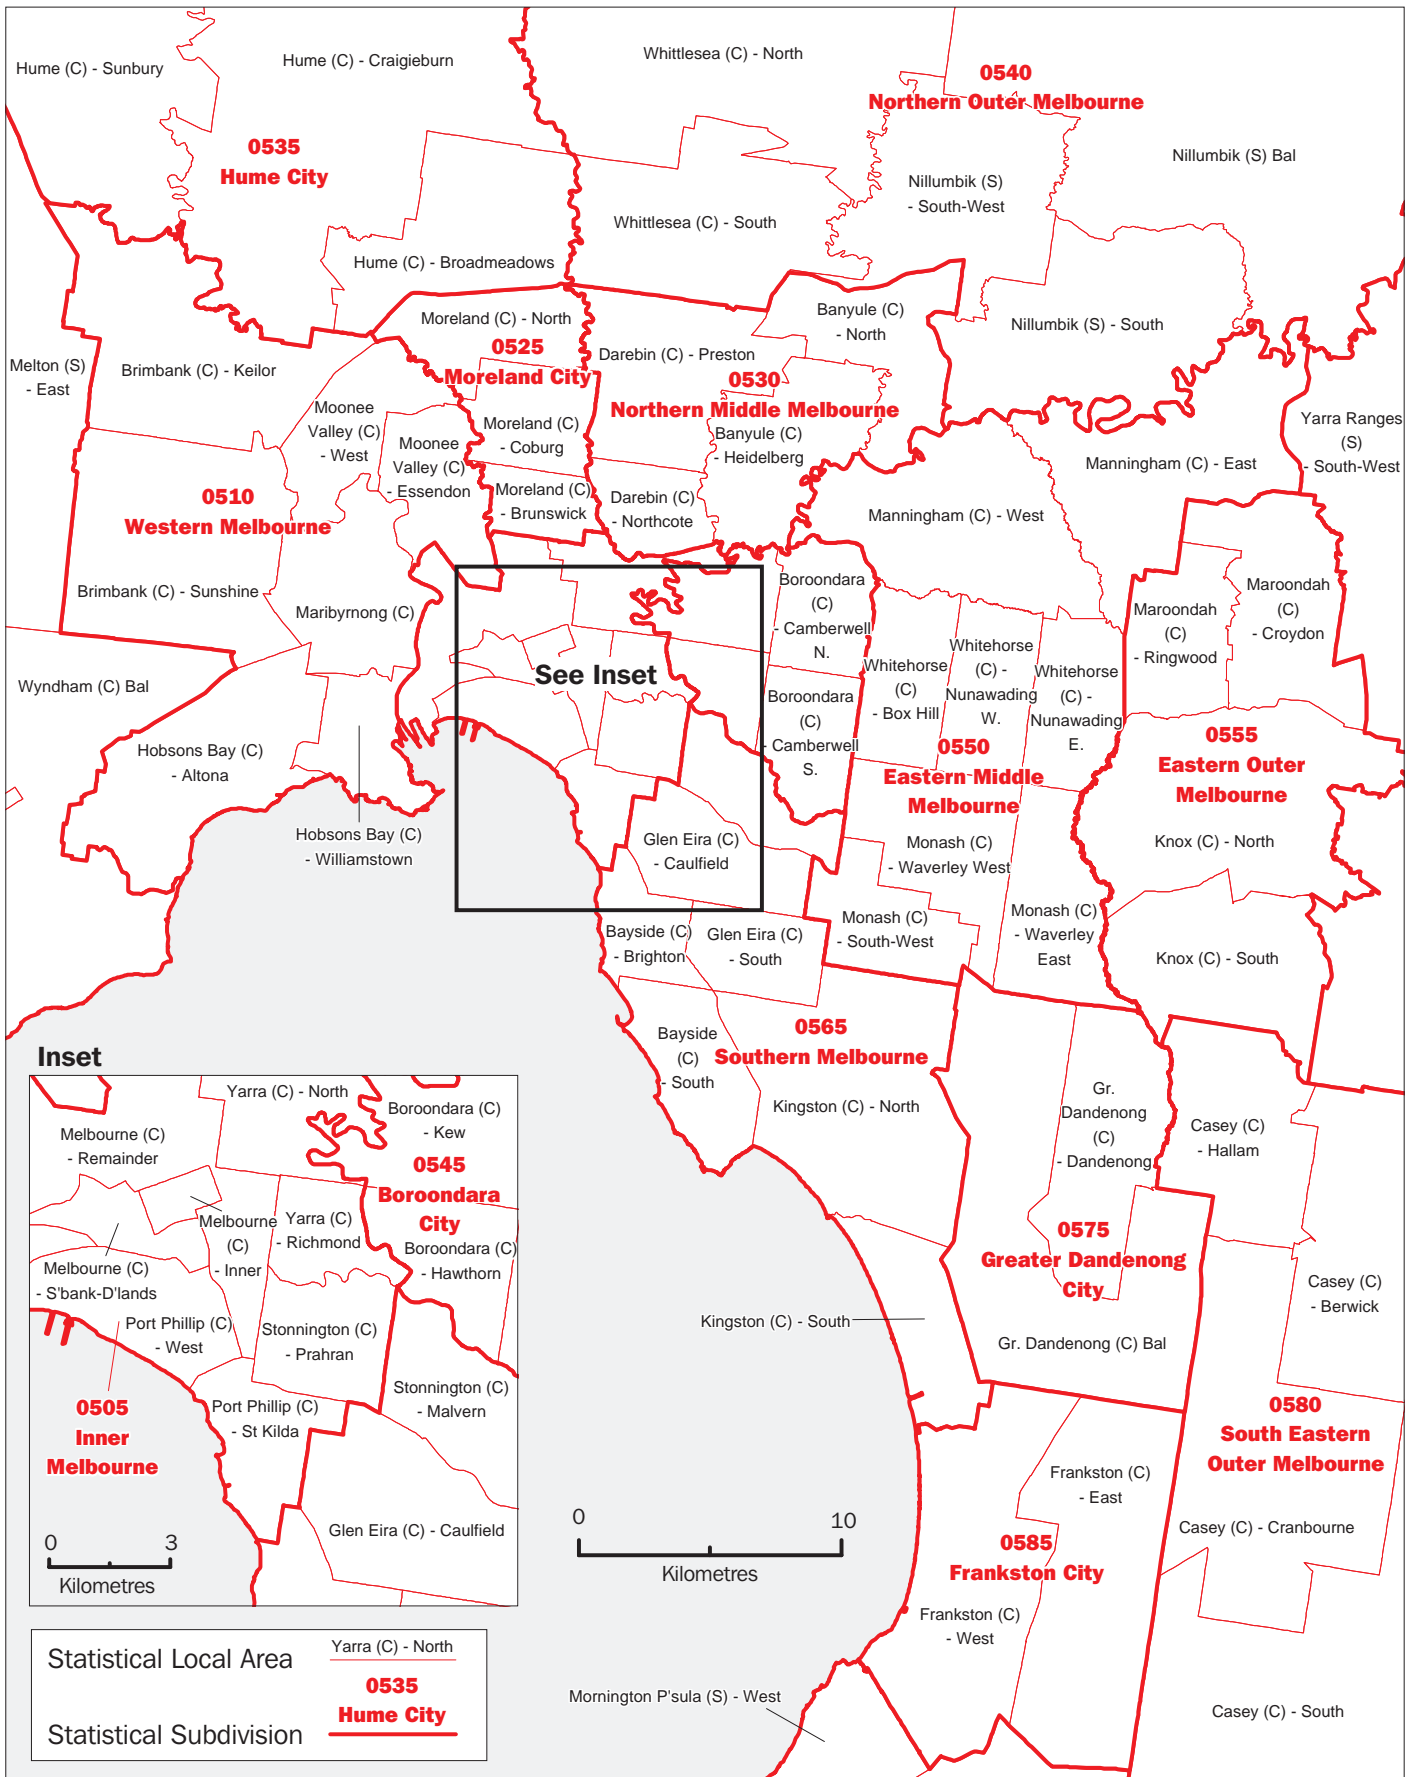 Hume (C) - Sunbury
Hume (C) - Craigieburn
Whittlesea (C) - North
0540
Northern Outer Melbourne
0535
Hume City
Nillumbik (S) Bal
Nillumbik (S)
- South-West
Whittlesea (C) - South
Hume (C) - Broadmeadows
Moreland (C) - North
Banyule (C)
- North
Nillumbik (S) - South
Melton (S)
- East
Brimbank (C) - Keilor
0525
Moreland City
Darebin (C) - Preston
0530
Northern Middle Melbourne
Moonee
Valley (C)
- West
Moonee
Valley (C)
- Essendon
Moreland (C)
- Coburg
Banyule (C)
- Heidelberg
Yarra Ranges
(S)
- South-West
Manningham (C) - East
0510
Western Melbourne
Moreland (C)
- Brunswick
Darebin (C)
- Northcote
Manningham (C) - West
Brimbank (C) - Sunshine
Maribyrnong (C)
Boroondara
(C)
- Camberwell
N.
Maroondah
(C)
- Ringwood
Maroondah
(C)
- Croydon
See Inset
Whitehorse
(C)
- Box Hill
Whitehorse
(C) -
Nunawading
W.
Whitehorse
(C) -
Nunawading
E.
Wyndham (C) Bal
Boroondara
(C)
- Camberwell
S.
Hobsons Bay (C)
- Altona
0550
Eastern Middle
Melbourne
0555
Eastern Outer
Melbourne
Hobsons Bay (C)
- Williamstown
Glen Eira (C)
- Caulfield
Monash (C)
- Waverley West
Knox (C) - North
Bayside (C)
- Brighton
Glen Eira (C)
- South
Monash (C)
- South-West
Monash (C)
- Waverley
East
Knox (C) - South
0565
Southern Melbourne
Bayside
(C)
- South
Kingston (C) - North
Gr.
Dandenong
(C)
- Dandenong
Casey (C)
- Hallam
0575
Greater Dandenong
City
Casey (C)
- Berwick
Kingston (C) - South
Gr. Dandenong (C) Bal
0580
South Eastern
Outer Melbourne
Frankston (C)
- East
Casey (C) - Cranbourne
0585
Frankston City
Frankston (C)
- West
Mornington P'sula (S) - West
Casey (C) - South
0
10
Kilometres
Inset
Yarra (C) - North
Boroondara (C)
- Kew
Melbourne (C)
- Remainder
0545
Boroondara
City
Melbourne
(C)
- Inner
Yarra (C)
- Richmond
Boroondara (C)
- Hawthorn
Melbourne (C)
- S'bank-D'lands
Port Phillip (C)
- West
Stonnington (C)
- Prahran
Stonnington (C)
- Malvern
0505
Inner
Melbourne
Port Phillip (C)
- St Kilda
Glen Eira (C) - Caulfield
0
3
Kilometres
Statistical Local Area
Yarra (C) - North
0535
Hume City
Statistical Subdivision